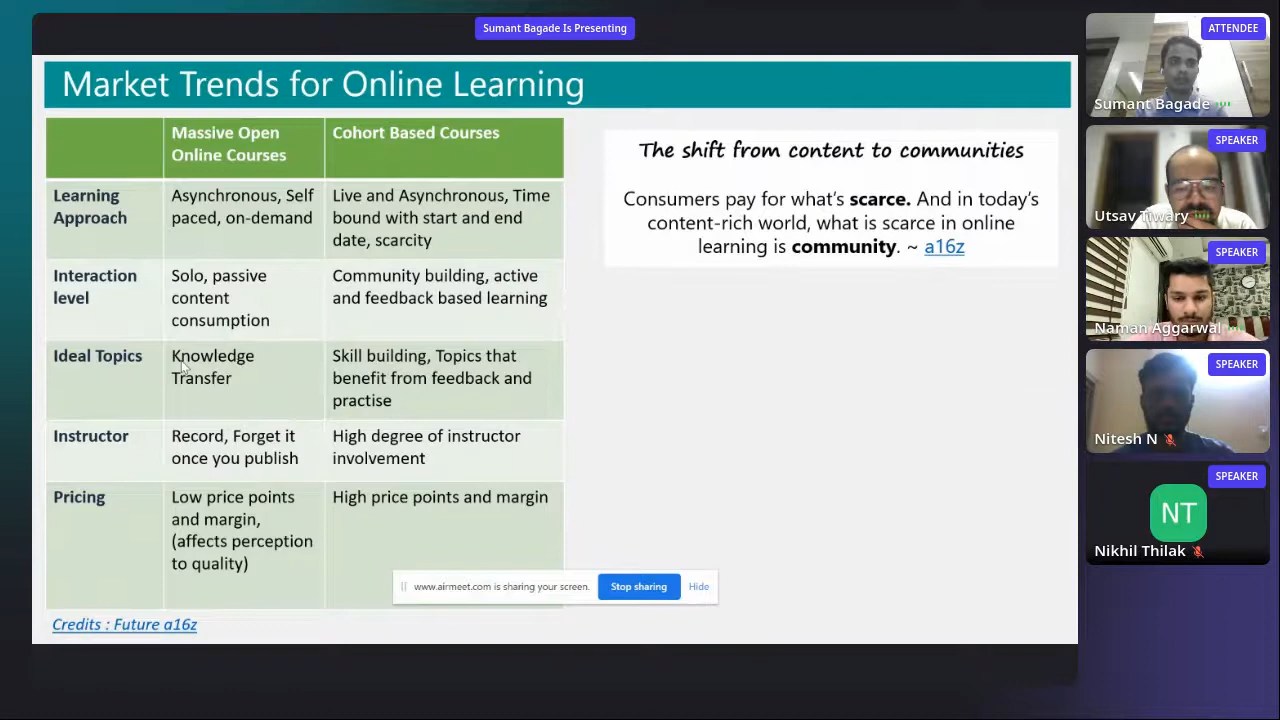 Sumant Bagade Is Presenting
Market Trends for Online Learning
Massive Open
Online Courses
Cohort Based Courses
Learning
Approach
Asynchronous, Self
paced, on-demand
Live and Asynchronous, Time
bound with start and end
date, scarcity
Interaction
level
Solo, passive
content
consumption
Community building, active
and feedback based learning
Ideal Topics
Knowledge
Transfer
Skill building, Topics that
benefit from feedback and
practise
Instructor
Record, Forget it
once you publish
High degree of instructor
involvement
Pricing
Low price points
and margin,
(affects perception
to quality)
High price points and margin
Credits : Future a16z
The shift from content to communities
Consumers pay for what's scarce. And in today's
content-rich world, what is scarce in online
learning is community. ~ a16z
www.airmeet.com is sharing your screen.
Stop sharing
Hide
ATTENDEE
Sumant Bagade
SPEAKER
Utsav Tiwary
SPEAKER
Naman Aggarwal
SPEAKER
Nitesh N
SPEAKER
NT
Nikhil Thilak